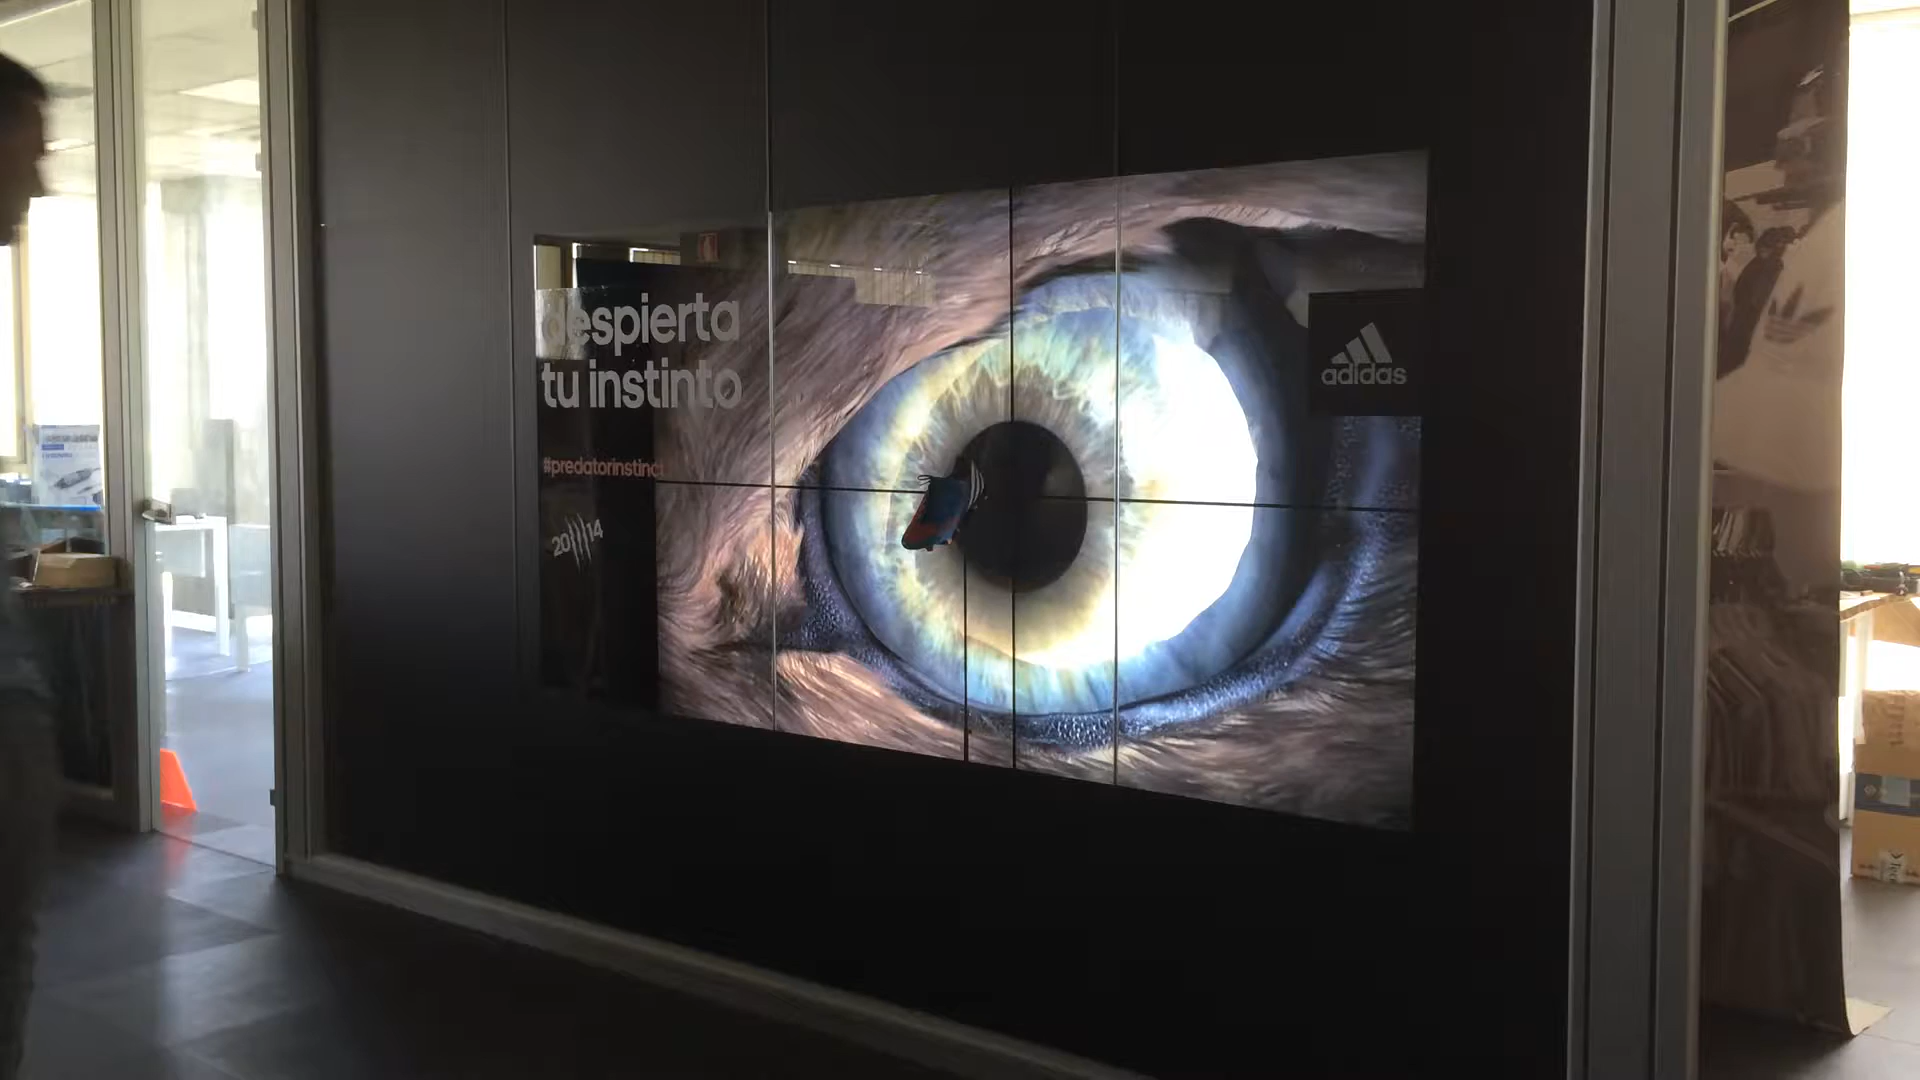 despierta
tu instinto
#predatorinstinct
20////14
adidas